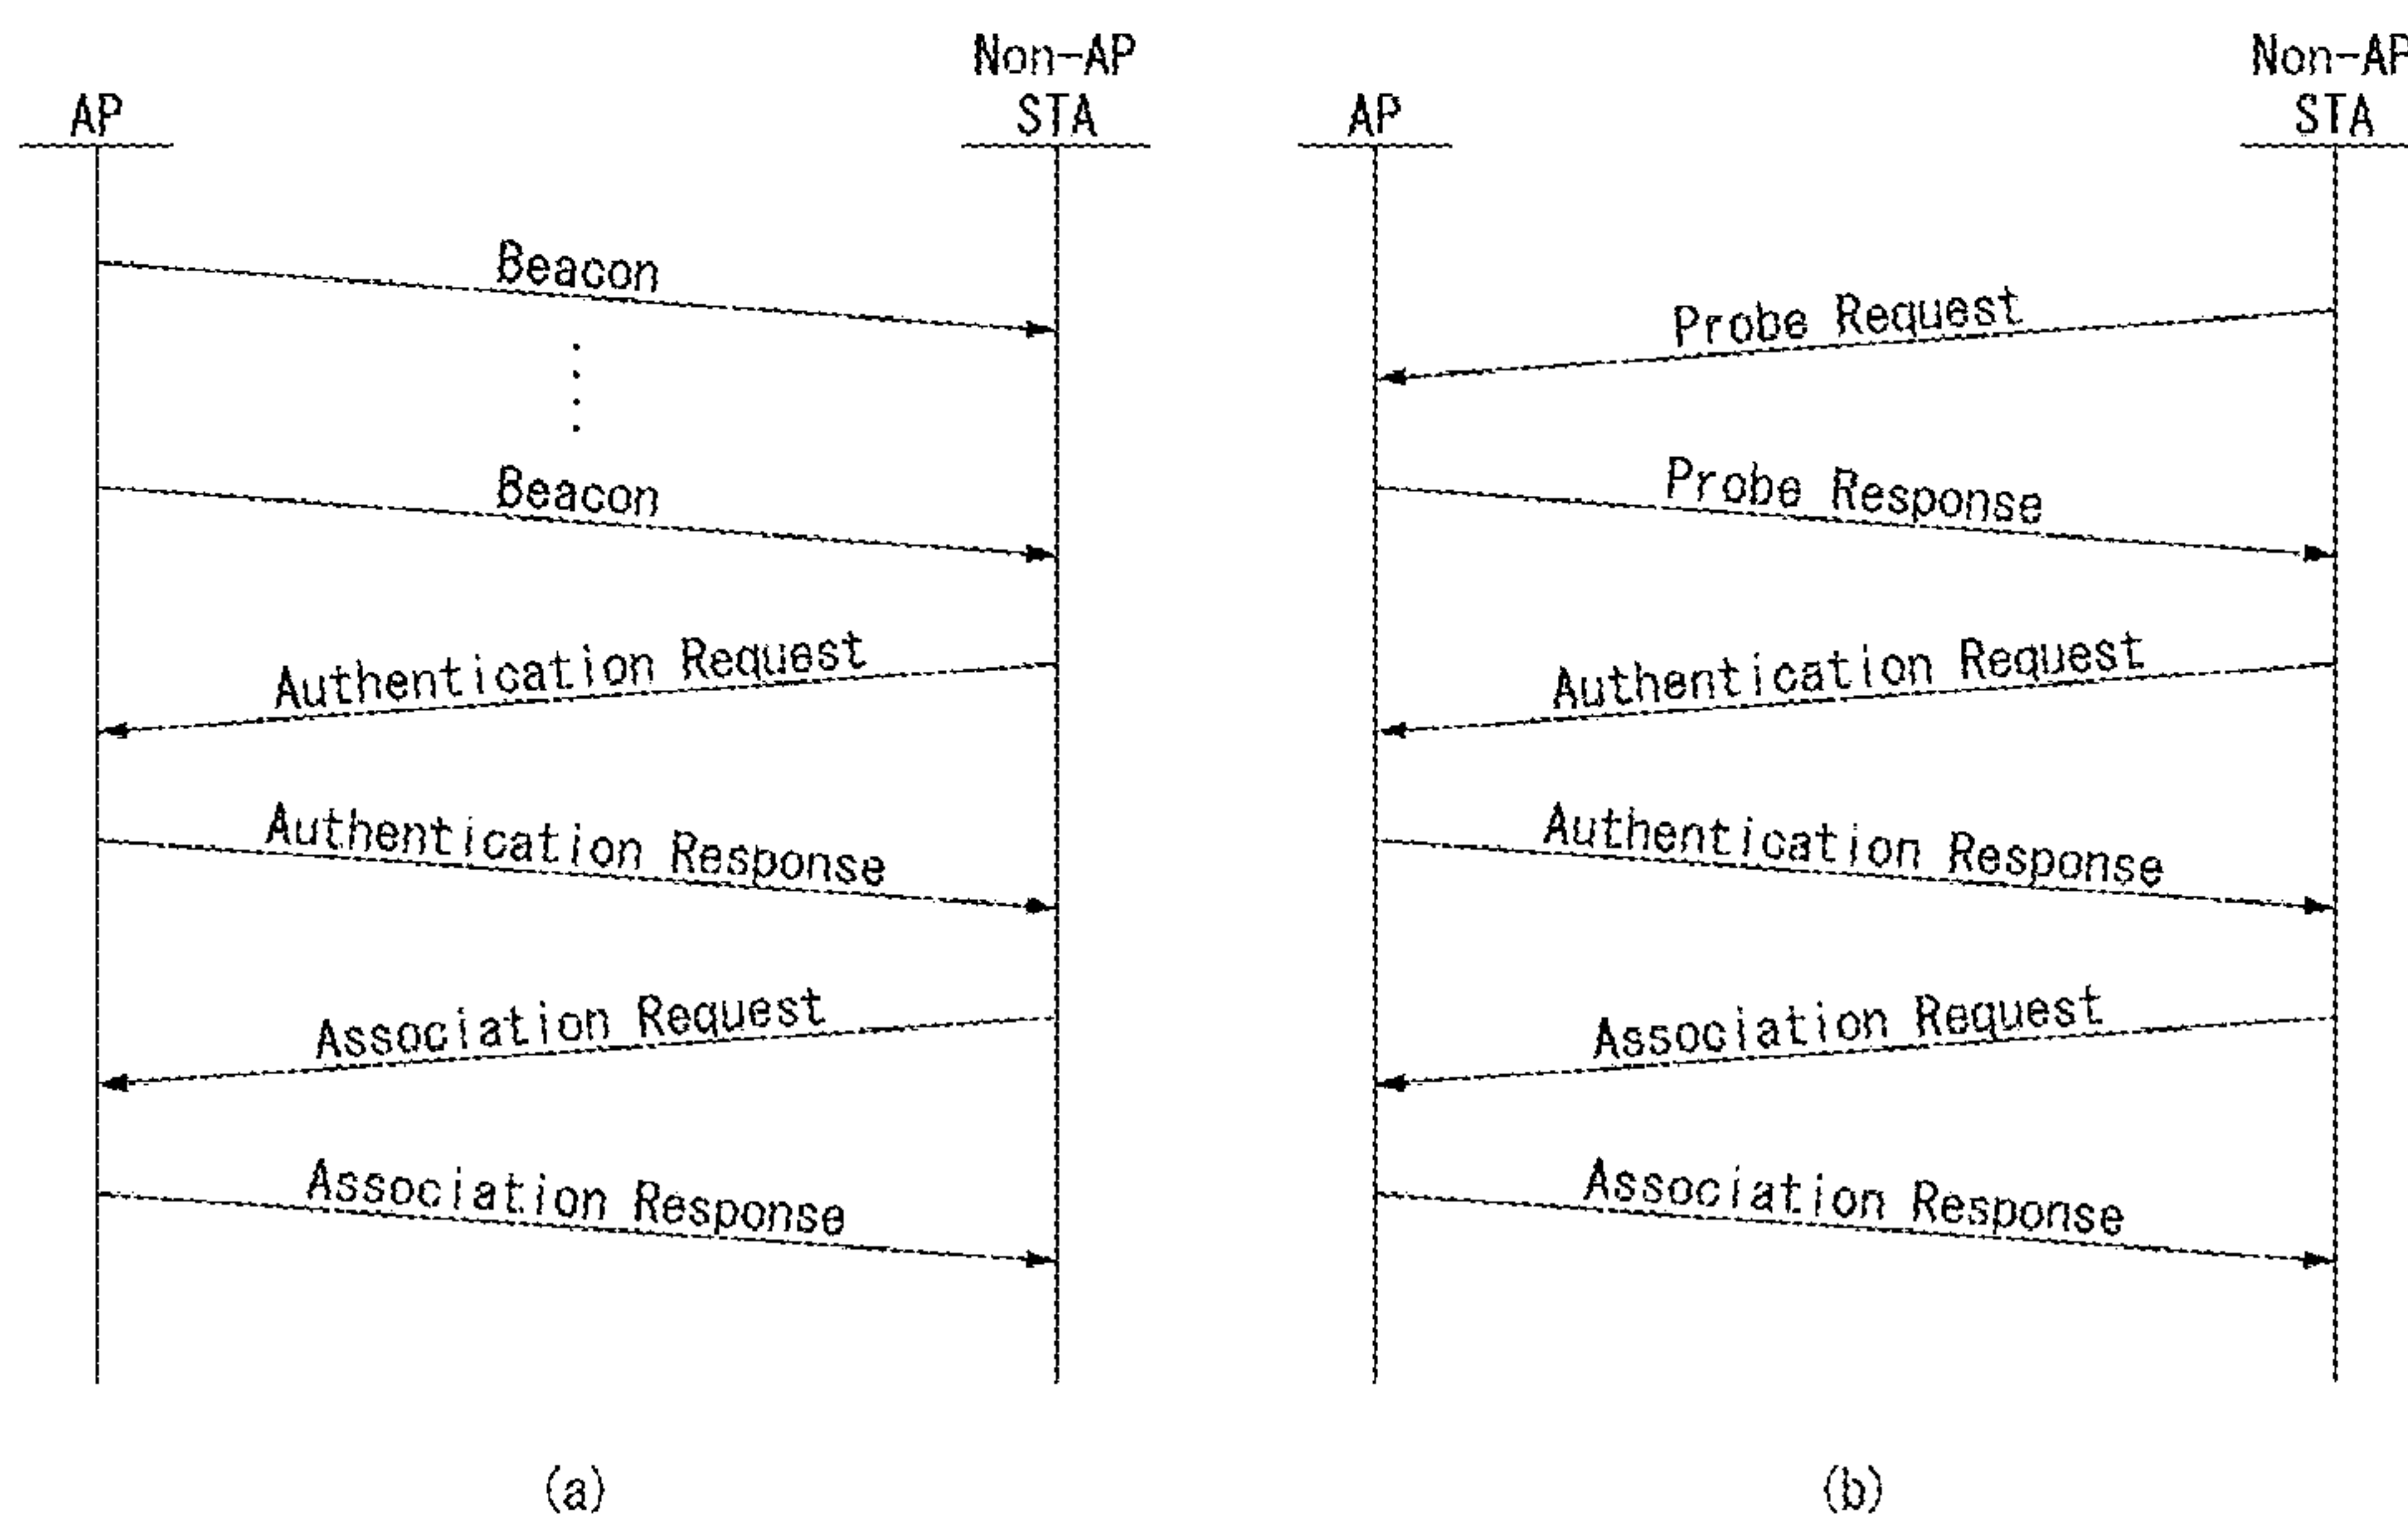 AP
Non-AP
STA
Beacon
Beacon
Authentication Request
Authentication Response
Association Request
Association Response
(a)
AP
Non-AP
STA
Probe Request
Probe Response
Authentication Request
Authentication Response
Association Request
Association Response
(b)